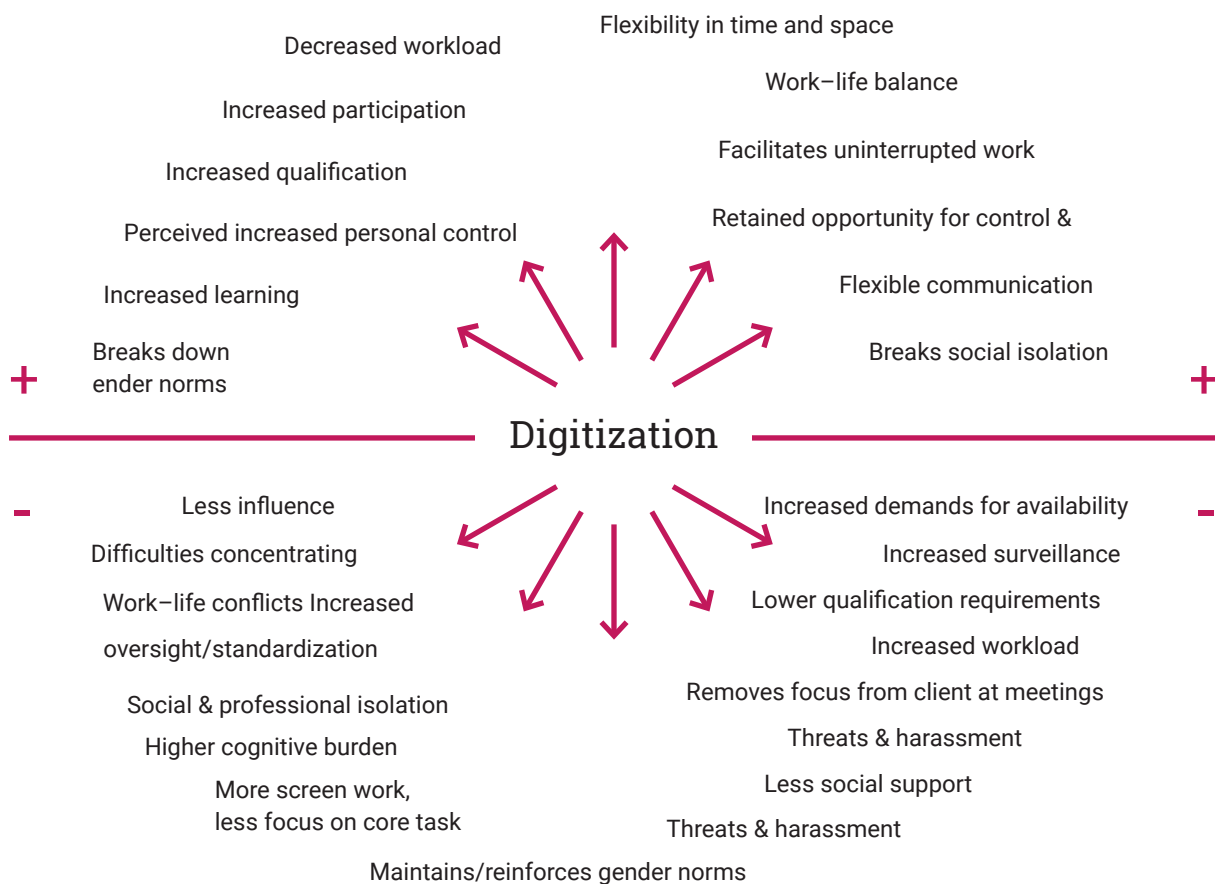 Flexibility in time and space
Decreased workload
Work–life balance
Increased participation
Facilitates uninterrupted work
Increased qualification
Retained opportunity for control &
Perceived increased personal control
Flexible communication
Increased learning
Breaks down
ender norms
Breaks social isolation
+
+
Digitization
-
-
Less influence
Increased demands for availability
Difficulties concentrating
Increased surveillance
Work–life conflicts Increased
Lower qualification requirements
oversight/standardization
Increased workload
Removes focus from client at meetings
Social & professional isolation
Threats & harassment
Higher cognitive burden
Less social support
More screen work,
less focus on core task
Threats & harassment
Maintains/reinforces gender norms